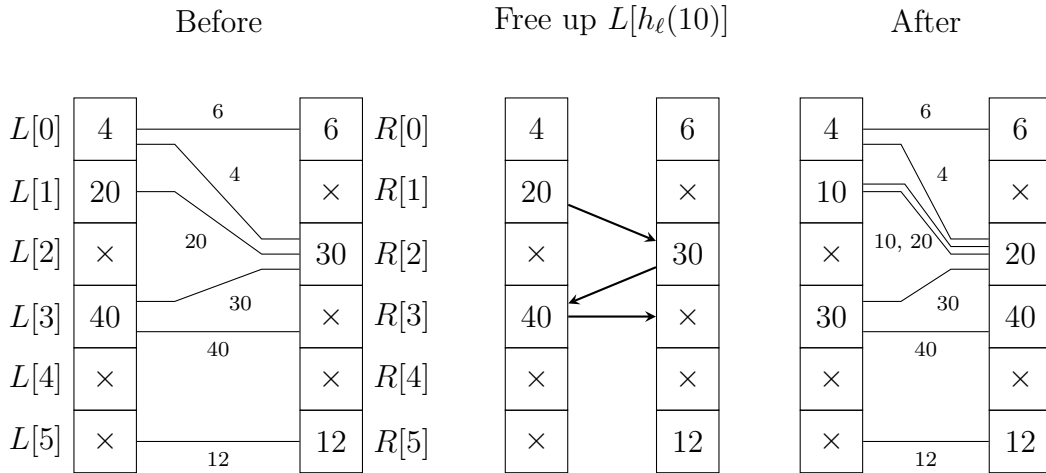 Before Free up L[hℓ(10)] After
L[0] 4 6 6 R[0] 4 6 4 6 6
4 4
L[1] 20 × R[1] 20 × 10 ×
20 10, 20
L[2] × 30 R[2] × 30 × 20
30 30
L[3] 40 × R[3] 40 × 30 40
40 40
L[4] × × R[4] × × × ×
L[5] × 12 R[5] × 12 × 12
12 12